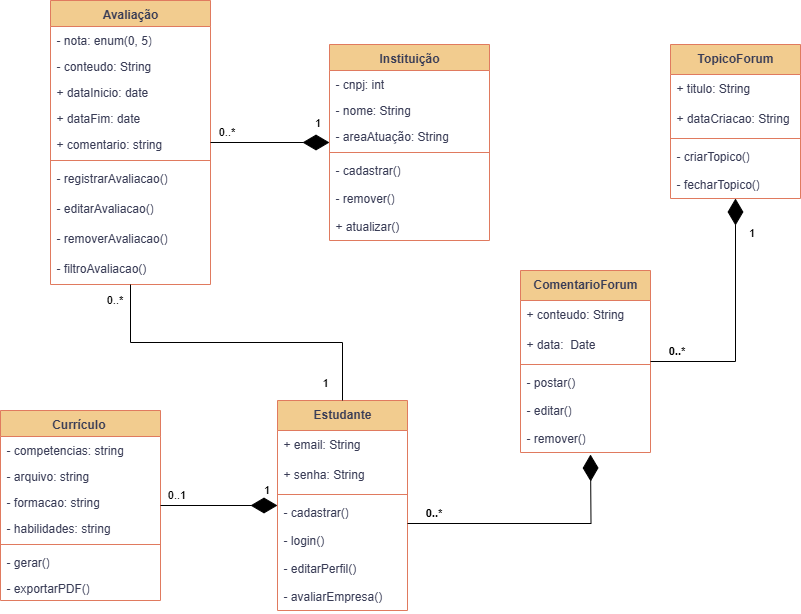 Avaliação
- nota: enum(0, 5)
- conteudo: String
+ dataInicio: date
+ dataFim: date
+ comentario: string
- registrarAvaliacao()
- editarAvaliacao()
- removerAvaliacao()
- filtroAvaliacao()
0..*
1
Instituição
- cnpj: int
- nome: String
- areaAtuação: String
- cadastrar()
- remover()
+ atualizar()
TopicoForum
+ titulo: String
+ dataCriacao: String
- criarTopico()
- fecharTopico()
1
0..*
ComentarioForum
+ conteudo: String
+ data: Date
- postar()
- editar()
- remover()
0..*
0..*
1
Estudante
+ email: String
+ senha: String
- cadastrar()
- login()
- editarPerfil()
- avaliarEmpresa()
1
0..1
Currículo
- competencias: string
- arquivo: string
- formacao: string
- habilidades: string
- gerar()
- exportarPDF()